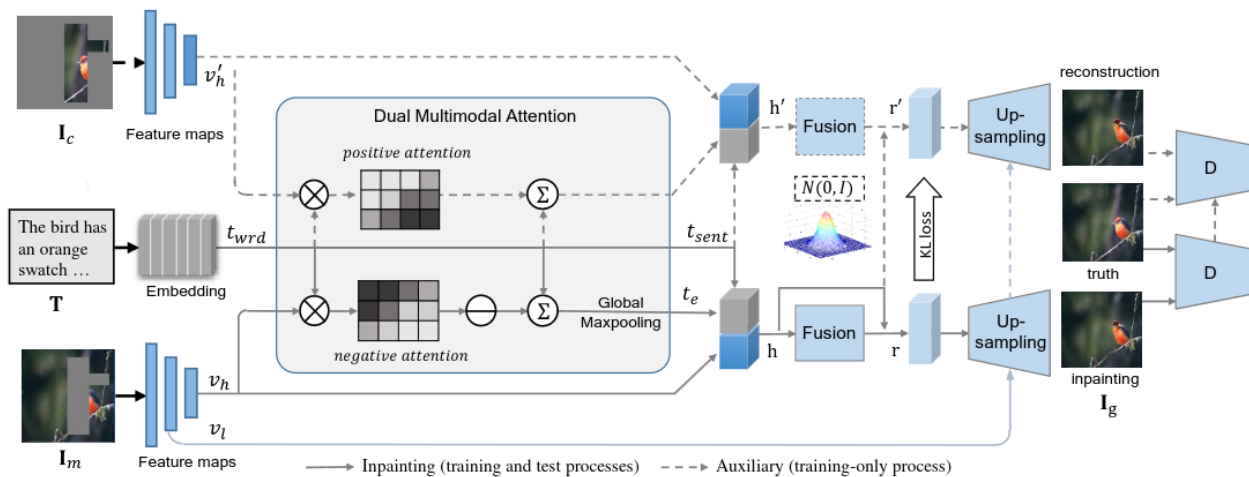 I_c
Feature maps
v'_h
Dual Multimodal Attention
positive attention
h'
Fusion
r'
Up-
sampling
reconstruction
D
N(0, I)
The bird has
an orange
swatch …
T
Embedding
t_wrd
t_sent
KL loss
truth
D
t_e
Global
Maxpooling
negative attention
h
Fusion
r
Up-
sampling
inpainting
I_g
I_m
Feature maps
v_h
v_l
Inpainting (training and test processes)
Auxiliary (training-only process)